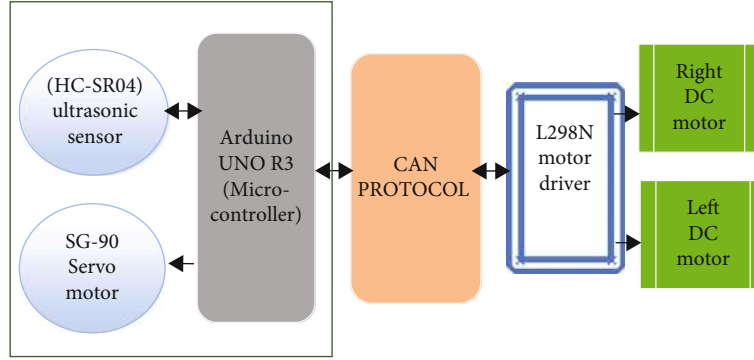 (HC-SR04)
ultrasonic
sensor
SG-90
Servo
motor
Arduino
UNO R3
(Micro-
controller)
CAN
PROTOCOL
L298N
motor
driver
Right
DC
motor
Left
DC
motor